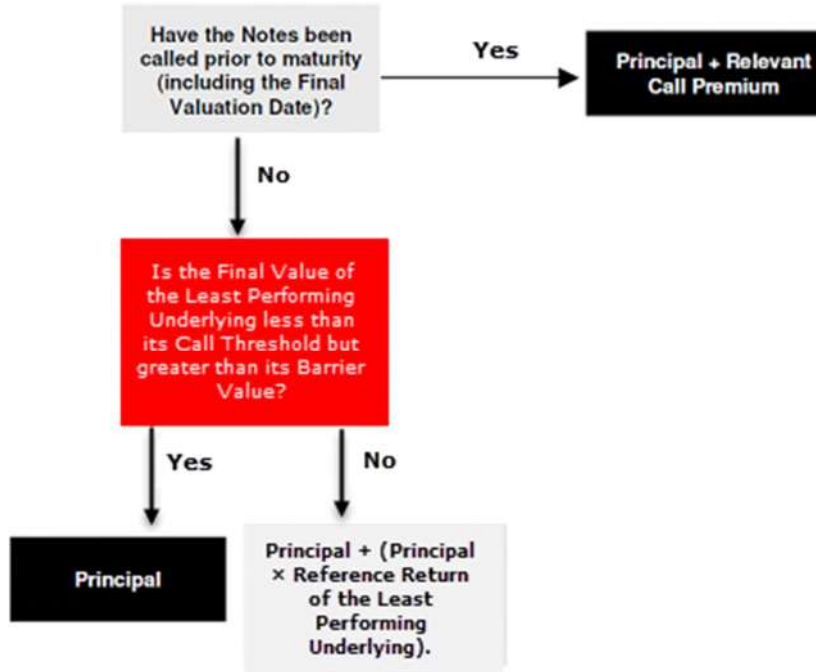 Have the Notes been
called prior to maturity
(including the Final
Valuation Date)?
Yes
Principal + Relevant
Call Premium
No
Is the Final Value of
the Least Performing
Underlying less than
its Call Threshold but
greater than its Barrier
Value?
Yes
No
Principal
Principal + (Principal
× Reference Return
of the Least
Performing
Underlying).